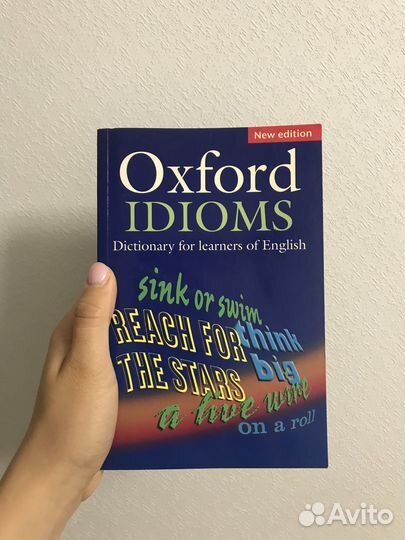 New edition
Oxford
IDIOMS
Dictionary for learners of English
sink or swim
REACH FOR
THE STARS
think
big
a live wire
on a roll
Avito